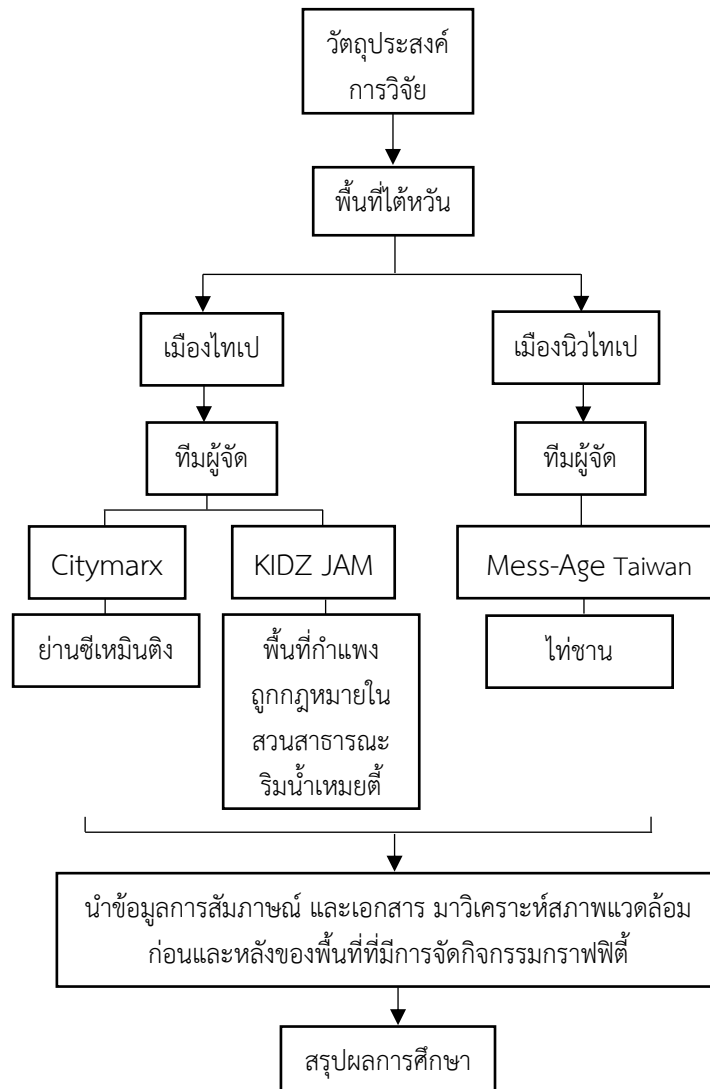 วัตถุประสงค์
การวิจัย
พื้นที่ไต้หวัน
เมืองไทเป
เมืองนิวไทเป
ทีมผู้จัด
ทีมผู้จัด
Citymarx
KIDZ JAM
Mess-Age Taiwan
ย่านซีเหมินติง
พื้นที่กำแพง
ถูกกฎหมายใน
สวนสาธารณะ
ริมน้ำเหมยตี้
ไท่ชาน
นำข้อมูลการสัมภาษณ์ และเอกสาร มาวิเคราะห์สภาพแวดล้อม
ก่อนและหลังของพื้นที่ที่มีการจัดกิจกรรมกราฟฟิตี้
สรุปผลการศึกษา